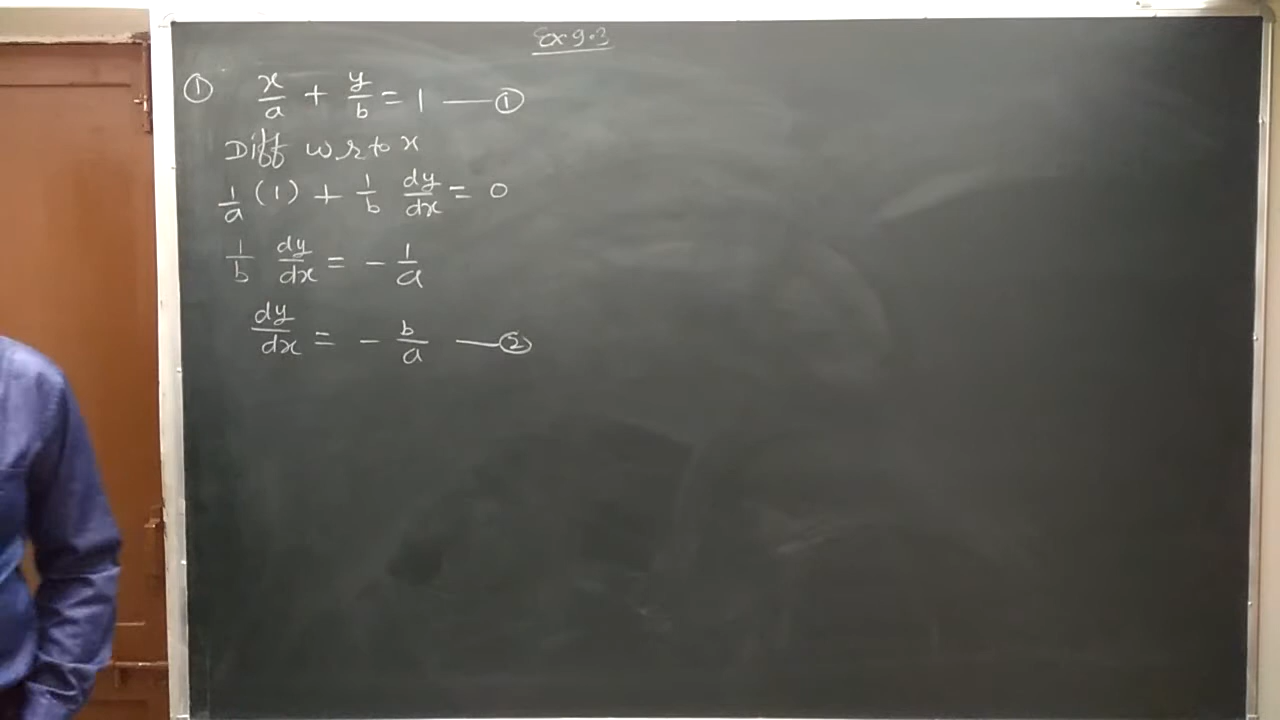 Ex 9.3
① x/a + y/b = 1 —— ①
Diff w r to x
1/a (1) + 1/b dy/dx = 0
1/b dy/dx = - 1/a
dy/dx = - b/a —— ②